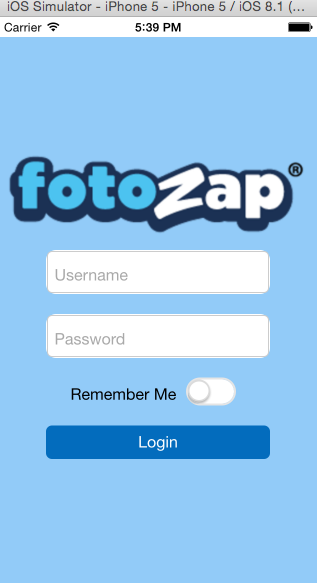 iOS Simulator - iPhone 5 - iPhone 5 / iOS 8.1 (...
Carrier 5:39 PM
fotozap®
Username
Password
Remember Me
Login